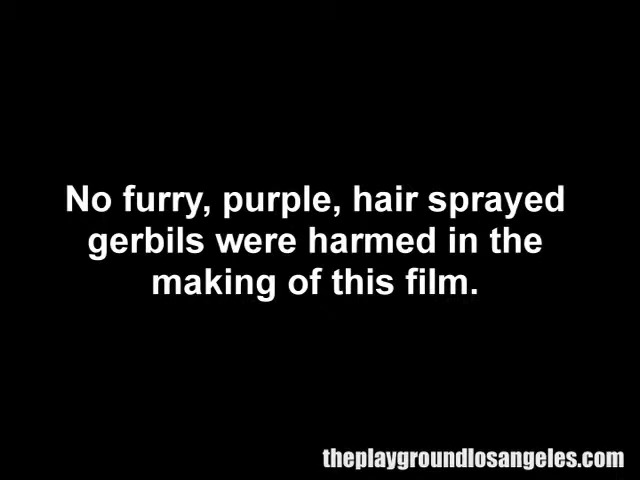 No furry, purple, hair sprayed
gerbils were harmed in the
making of this film.
theplaygroundlosangeles.com